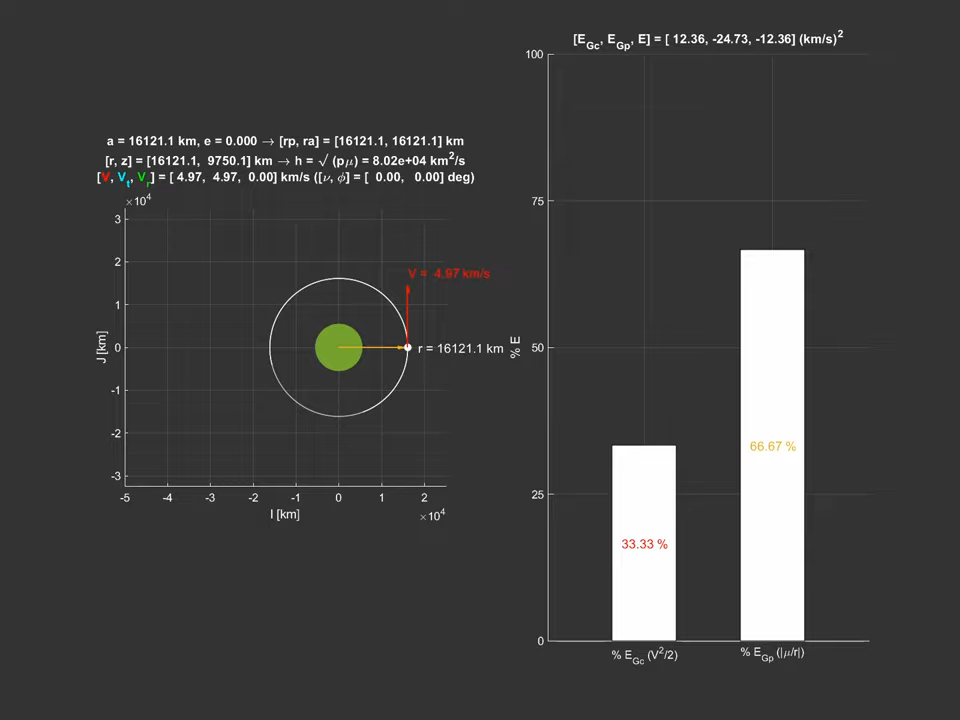 [E_Gc, E_Gp, E] = [ 12.36, -24.73, -12.36] (km/s)^2
a = 16121.1 km, e = 0.000 → [rp, ra] = [16121.1, 16121.1] km
[r, z] = [16121.1,  9750.1] km → h = √ (pμ) = 8.02e+04 km^2/s
[V, V_t, V_r] = [ 4.97,  4.97,  0.00] km/s ([ν, ϕ] = [  0.00,   0.00] deg)
×10^4
3
2
1
0
-1
-2
-3
J [km]
V =  4.97 km/s
r = 16121.1 km
-5
-4
-3
-2
-1
0
1
2
×10^4
I [km]
100
75
50
25
0
% E
33.33 %
66.67 %
% E_Gc (V^2/2)
% E_Gp (|μ/r|)